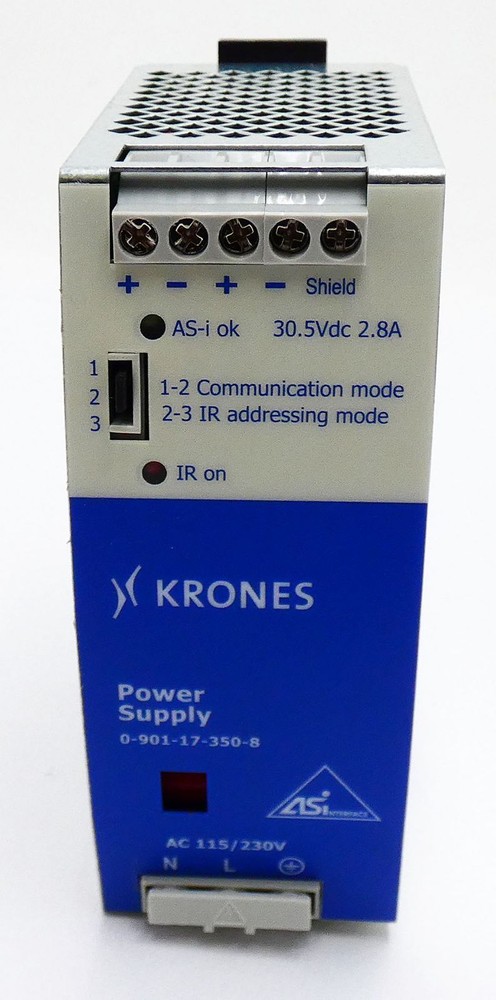 + − + − Shield
AS-i ok 30.5Vdc 2.8A
1
2
3
1-2 Communication mode
2-3 IR addressing mode
IR on
KRONES
Power
Supply
0-901-17-350-8
ASi INTERFACE
AC 115/230V
N L